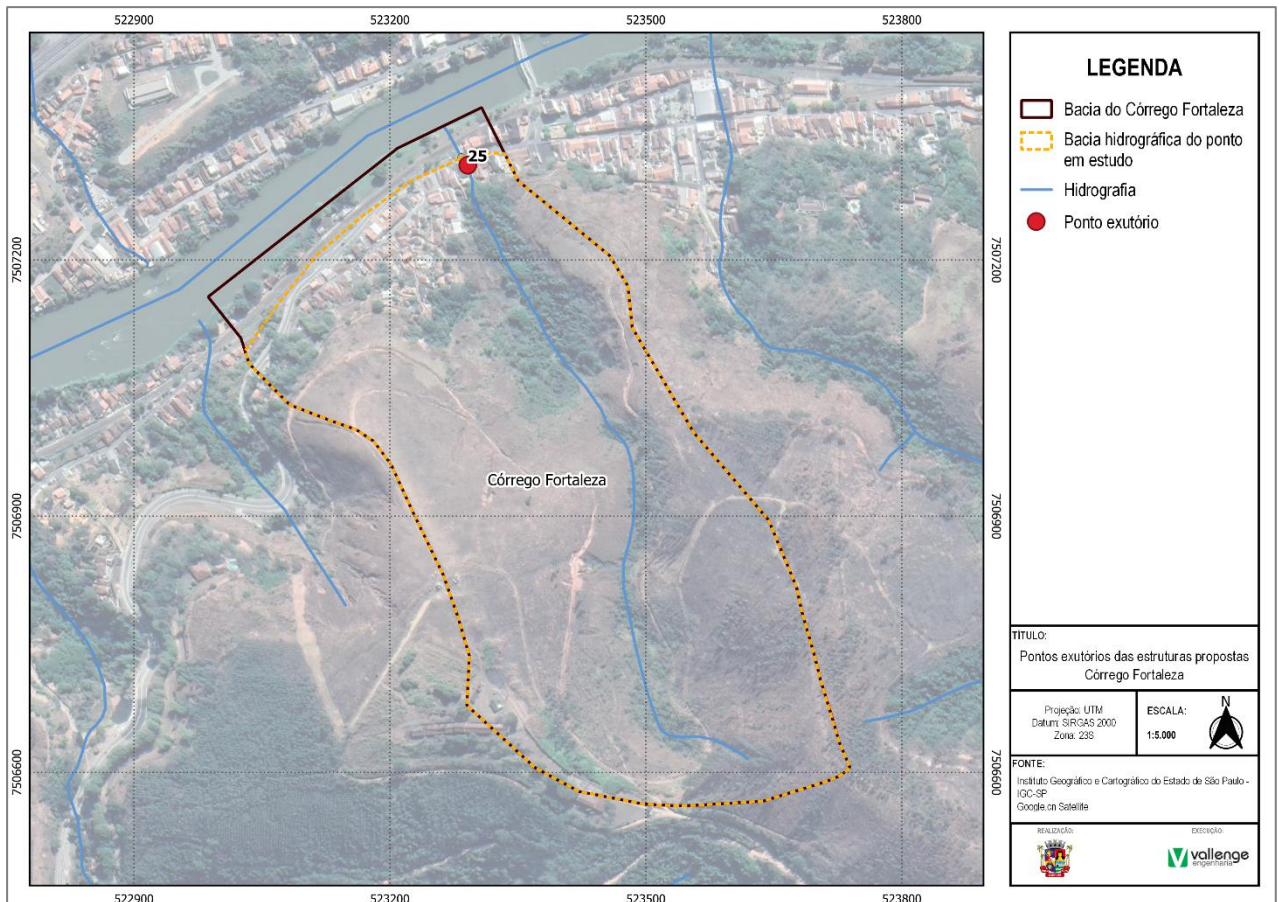 522900
523200
523500
523800
7507200
7506900
7506600
25
Córrego Fortaleza
7507200
7506900
7506600
522900
523200
523500
523800
LEGENDA
Bacia do Córrego Fortaleza
Bacia hidrográfica do ponto
em estudo
Hidrografia
Ponto exutório
TÍTULO:
Pontos exutórios das estruturas propostas
Córrego Fortaleza
Projeção: UTM
Datum: SIRGAS 2000
Zona: 23S
ESCALA:
1:5.000
N
FONTE:
Instituto Geográfico e Cartográfico do Estado de São Paulo -
IGC-SP
Google.cn Satellite
REALIZAÇÃO:
EXECUÇÃO:
vallenge
engenharia